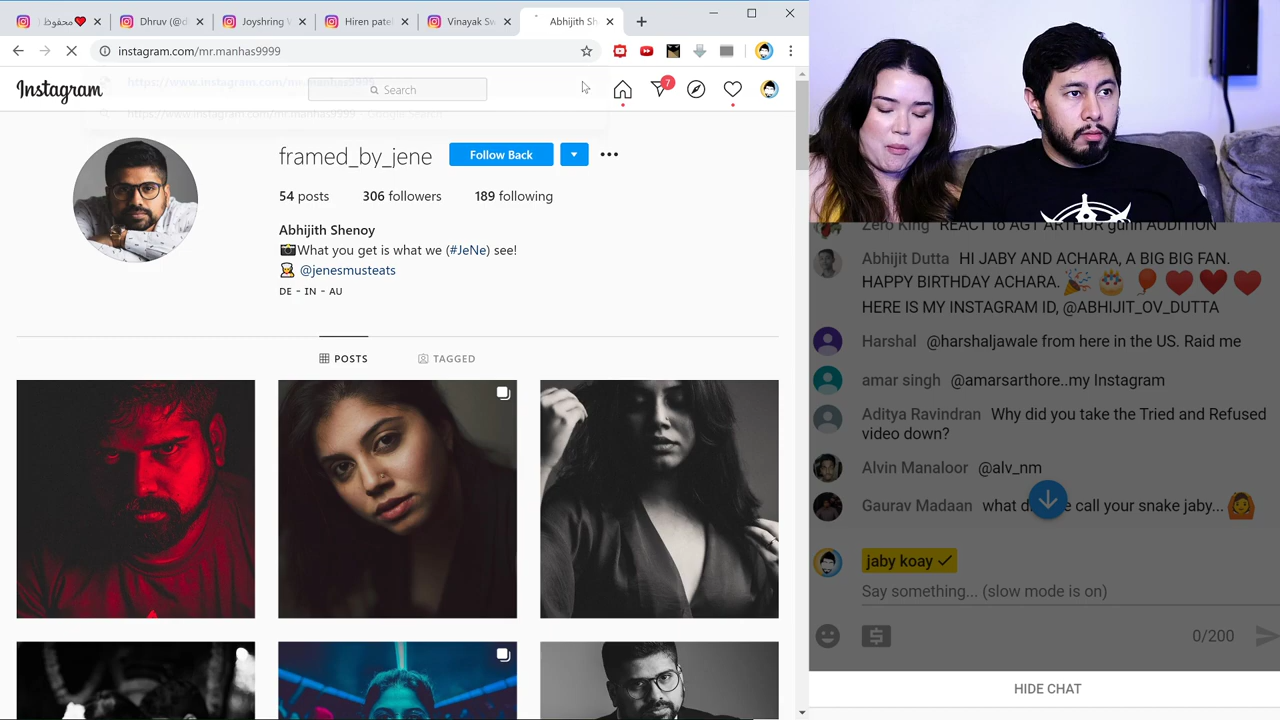 محفوظ
Dhruv (@d
Joyshring
Hiren pate
Vinayak Sw
Abhijith Sh
instagram.com/mr.manhas9999
Instagram
Search
7
framed_by_jene
Follow Back
54 posts
306 followers
189 following
Abhijith Shenoy
What you get is what we (#JeNe) see!
@jenesmusteats
DE - IN - AU
POSTS
TAGGED
Zero King REACT to AGT ARTHUR gunn AUDITION
Abhijit Dutta HI JABY AND ACHARA, A BIG BIG FAN.
HAPPY BIRTHDAY ACHARA.
HERE IS MY INSTAGRAM ID, @ABHIJIT_OV_DUTTA
Harshal @harshaljawale from here in the US. Raid me
amar singh @amarsarthore..my Instagram
Aditya Ravindran Why did you take the Tried and Refused
video down?
Alvin Manaloor @alv_nm
Gaurav Madaan what call your snake jaby...
jaby koay
Say something... (slow mode is on)
0/200
HIDE CHAT